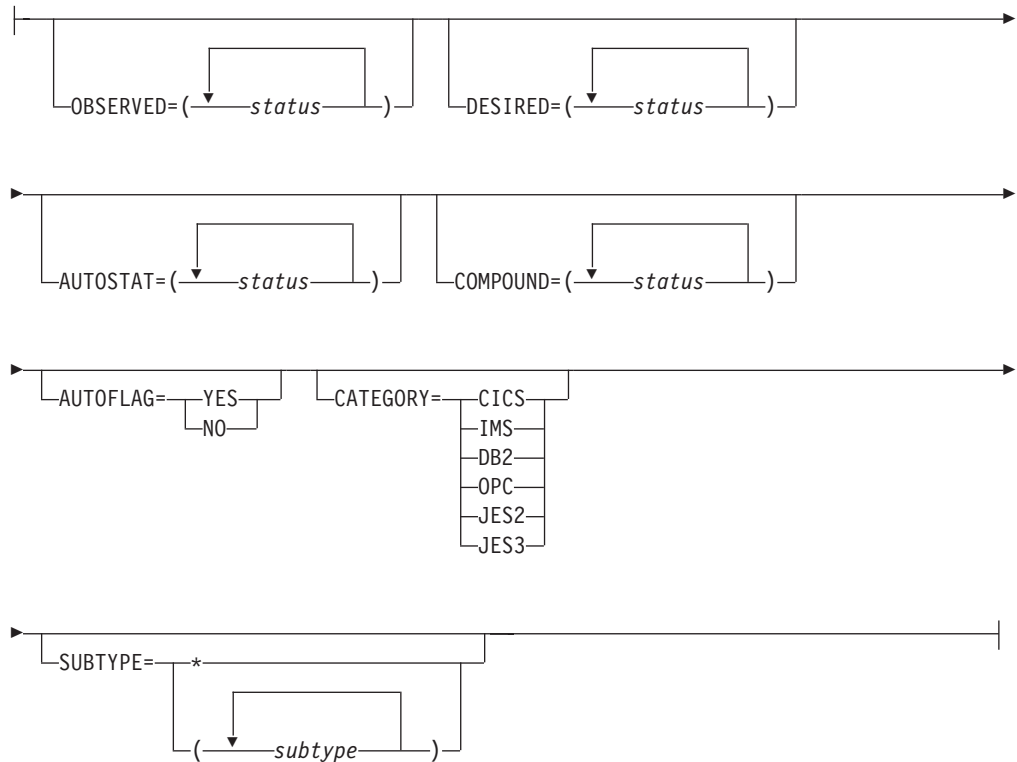 OBSERVED=( status ) DESIRED=( status )
AUTOSTAT=( status ) COMPOUND=( status )
AUTOFLAG= YES CATEGORY= CICS
NO IMS
DB2
OPC
JES2
JES3
SUBTYPE= *
( subtype )